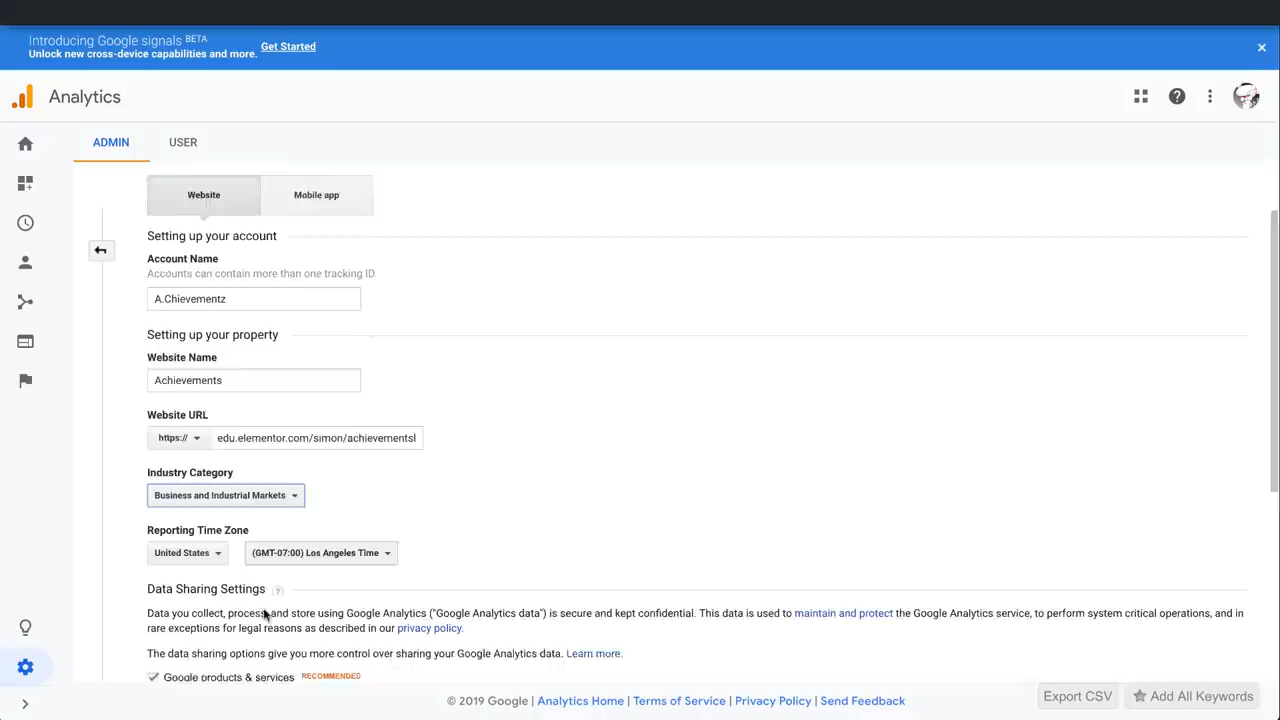 Introducing Google signals BETA
Unlock new cross-device capabilities and more. Get Started
Analytics
ADMIN USER
Website Mobile app
Setting up your account
Account Name
Accounts can contain more than one tracking ID
A.Chievementz
Setting up your property
Website Name
Achievements
Website URL
https:// edu.elementor.com/simon/achievementsl
Industry Category
Business and Industrial Markets
Reporting Time Zone
United States (GMT-07:00) Los Angeles Time
Data Sharing Settings ?
Data you collect, process, and store using Google Analytics ("Google Analytics data") is secure and kept confidential. This data is used to maintain and protect the Google Analytics service, to perform system critical operations, and in
rare exceptions for legal reasons as described in our privacy policy.
The data sharing options give you more control over sharing your Google Analytics data. Learn more.
Google products & services RECOMMENDED
© 2019 Google | Analytics Home | Terms of Service | Privacy Policy | Send Feedback
Export CSV Add All Keywords